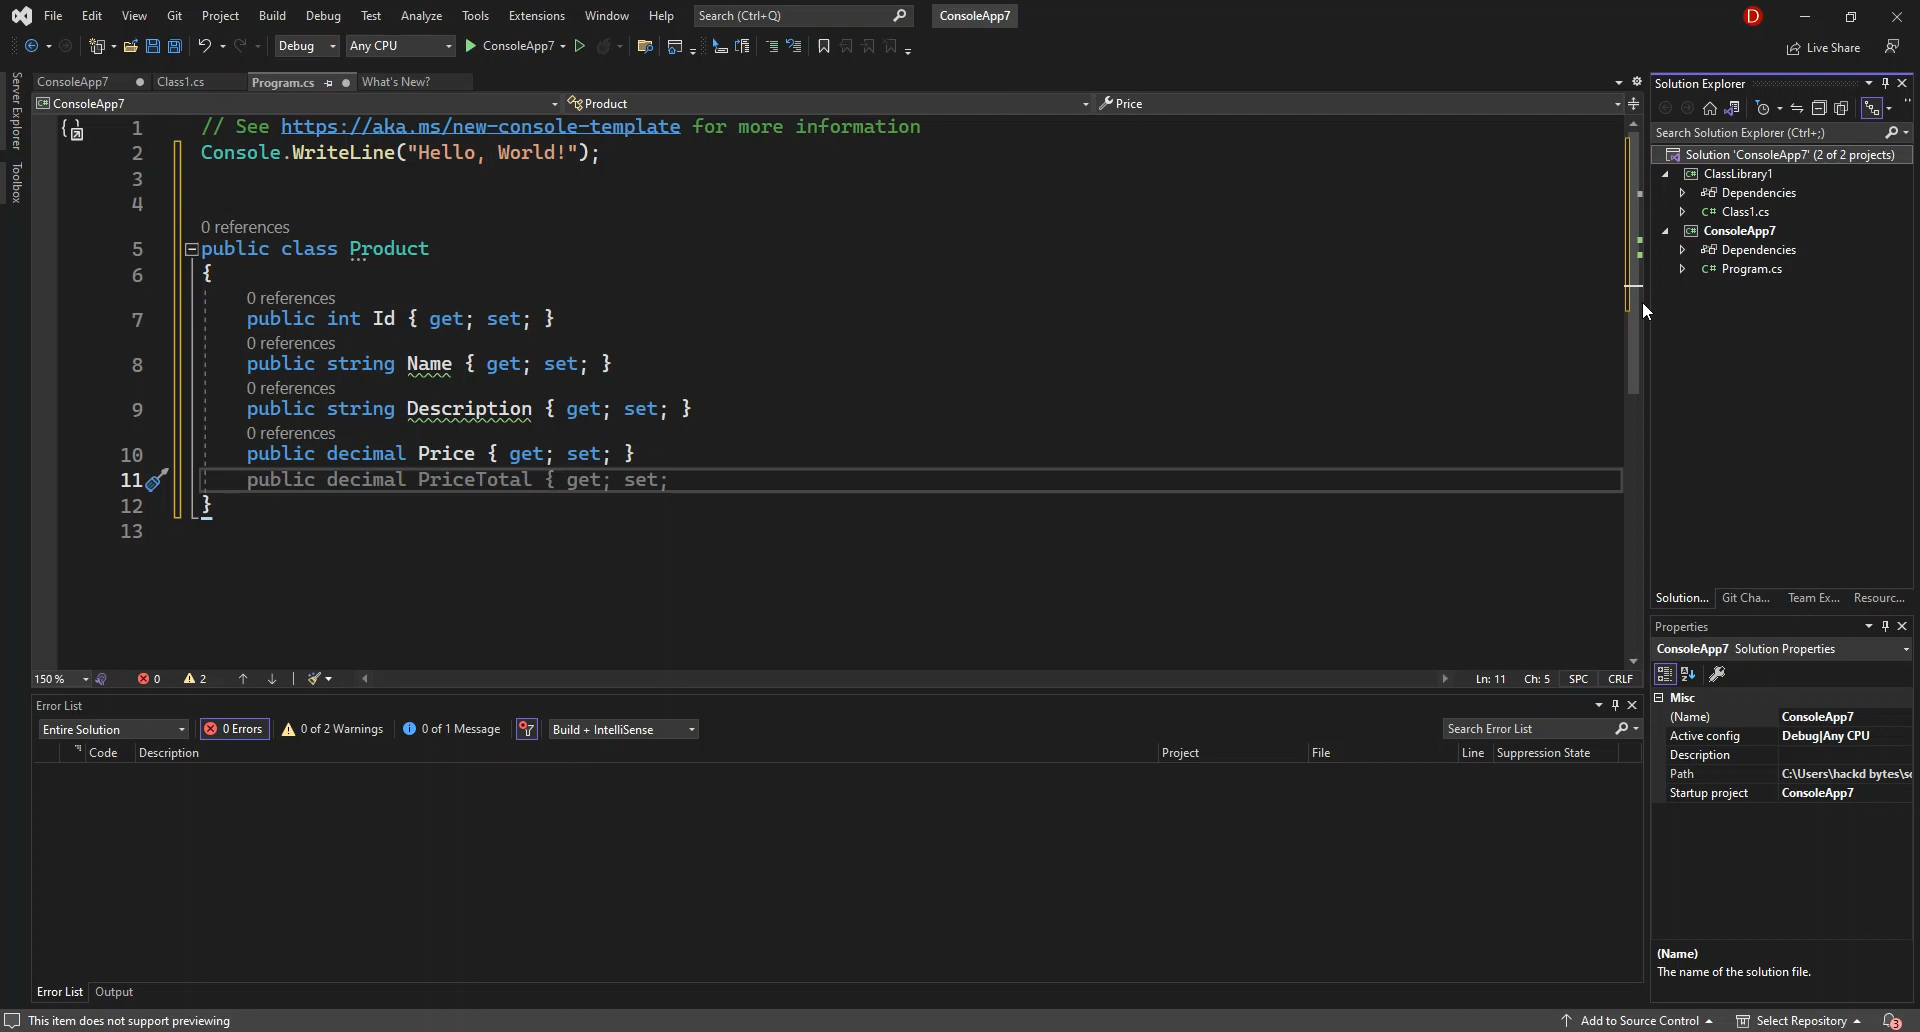 File Edit View Git Project Build Debug Test Analyze Tools Extensions Window Help Search (Ctrl+Q) ConsoleApp7 D
Debug Any CPU ConsoleApp7 Live Share
Server Explorer
Toolbox
ConsoleApp7 Class1.cs Program.cs What's New?
ConsoleApp7 Product Price
1 // See https://aka.ms/new-console-template for more information
2 Console.WriteLine("Hello, World!");
3
4
0 references
5 public class Product
6 {
0 references
7 public int Id { get; set; }
0 references
8 public string Name { get; set; }
0 references
9 public string Description { get; set; }
0 references
10 public decimal Price { get; set; }
11 public decimal PriceTotal { get; set;
12 }
13
150 % 0 2 Ln: 11 Ch: 5 SPC CRLF
Error List
Entire Solution 0 Errors 0 of 2 Warnings 0 of 1 Message Build + IntelliSense Search Error List
Code Description Project File Line Suppression State
Error List Output
Solution Explorer
Search Solution Explorer (Ctrl+;)
Solution 'ConsoleApp7' (2 of 2 projects)
C# ClassLibrary1
Dependencies
C# Class1.cs
C# ConsoleApp7
Dependencies
C# Program.cs
Solution... Git Cha... Team Ex... Resourc...
Properties
ConsoleApp7 Solution Properties
Misc
(Name) ConsoleApp7
Active config Debug|Any CPU
Description
Path C:\Users\hackd bytes\so
Startup project ConsoleApp7
(Name)
The name of the solution file.
This item does not support previewing Add to Source Control Select Repository 3